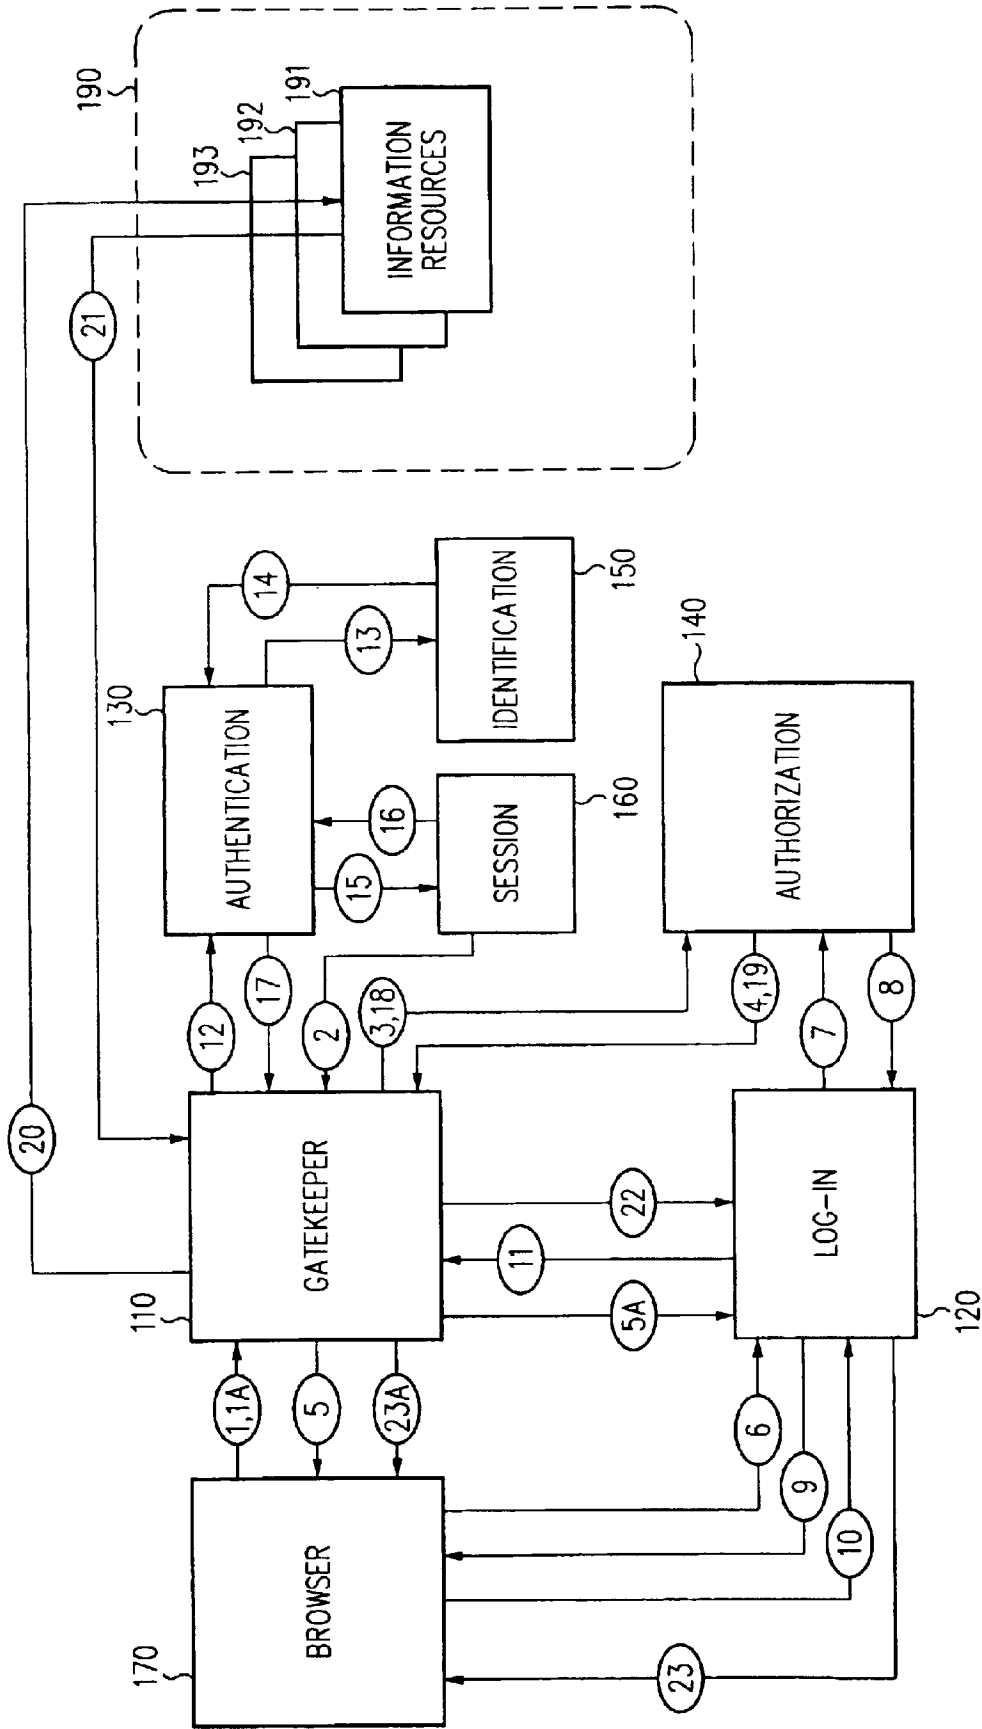 190
193
192
191
INFORMATION
RESOURCES
20
21
130
AUTHENTICATION
14
13
IDENTIFICATION
150
12
17
15
16
SESSION
160
2
3,18
4,19
140
AUTHORIZATION
7
8
110
GATEKEEPER
22
11
5A
LOG-IN
120
1,1A
5
23A
6
9
10
23
170
BROWSER